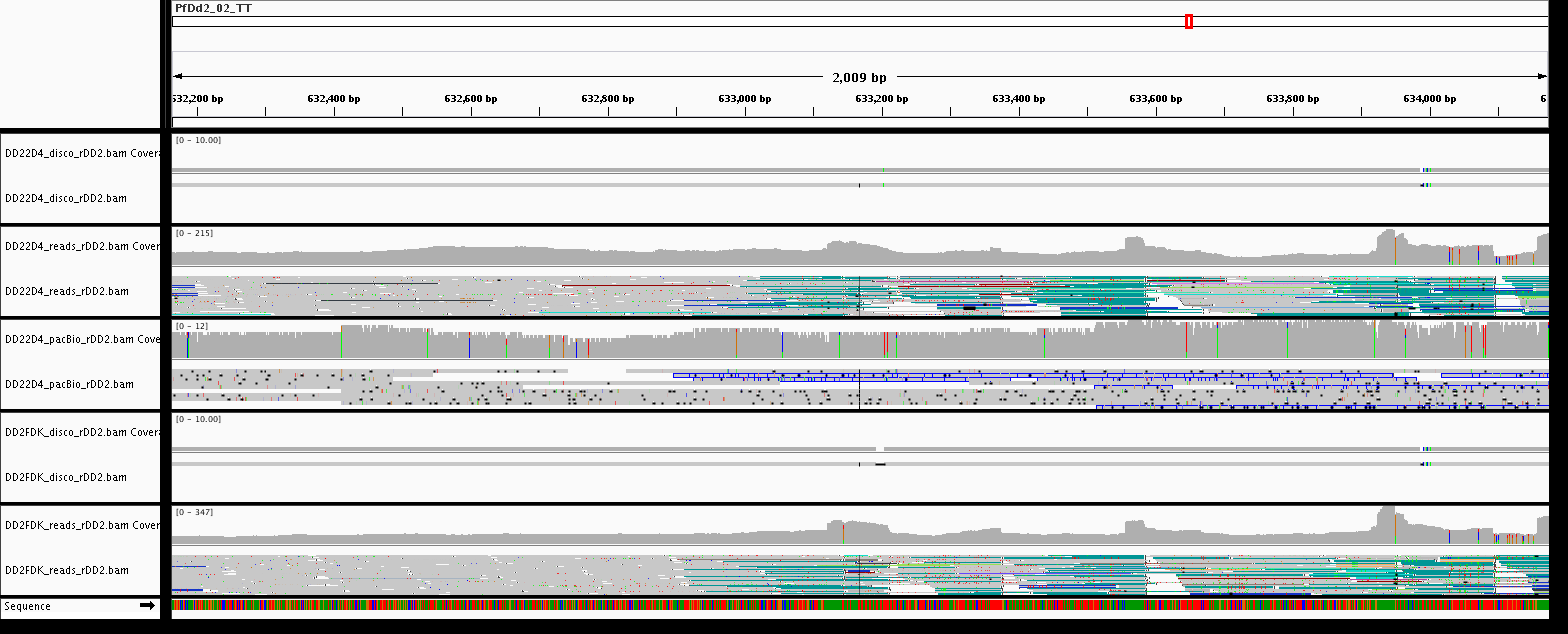 PfDd2_02_TT
2,009 bp
532,200 bp 632,400 bp 632,600 bp 632,800 bp 633,000 bp 633,200 bp 633,400 bp 633,600 bp 633,800 bp 634,000 bp 6
[0 - 10.00]
DD22D4_disco_rDD2.bam Covera
DD22D4_disco_rDD2.bam
[0 - 215]
DD22D4_reads_rDD2.bam Cover
DD22D4_reads_rDD2.bam
[0 - 12]
DD22D4_pacBio_rDD2.bam Cove
DD22D4_pacBio_rDD2.bam
[0 - 10.00]
DD2FDK_disco_rDD2.bam Covera
DD2FDK_disco_rDD2.bam
[0 - 347]
DD2FDK_reads_rDD2.bam Cover
DD2FDK_reads_rDD2.bam
Sequence